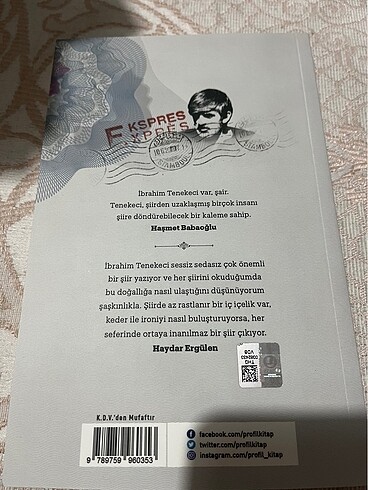 EKSPRES
EXPRES
İSTANBUL
İbrahim Tenekeci var, şair.
Tenekeci, şiirden uzaklaşmış birçok insanı
şiire döndürebilecek bir kaleme sahip.
Haşmet Babaoğlu
İbrahim Tenekeci sessiz sedasız çok önemli
bir şiir yazıyor ve her şiirini okuduğumda
bu doğallığa nasıl ulaştığını düşünüyorum
şaşkınlıkla. Şiirde az rastlanır bir iç içelik var,
keder ile ironiyi nasıl buluşturuyorsa, her
seferinde ortaya inanılmaz bir şiir çıkıyor.
Haydar Ergülen
K.D.V.'den Muaftır
9 789759 960353
facebook.com/profilkitap
twitter.com/profilkitap
instagram.com/profil_kitap